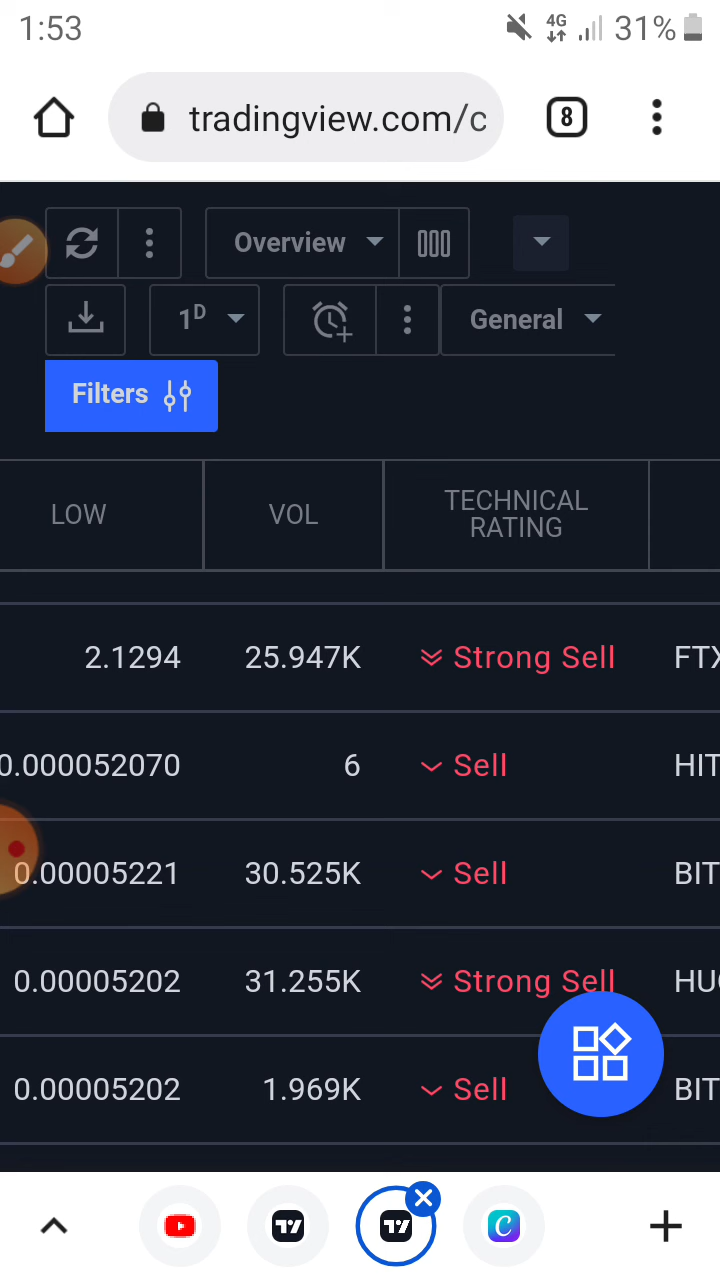 1:53
4G
31%
tradingview.com/c
8
Overview
1D
General
Filters
LOW VOL TECHNICAL
RATING
2.1294 25.947K Strong Sell FTX
0.000052070 6 Sell HIT
0.00005221 30.525K Sell BIT
0.00005202 31.255K Strong Sell HUO
0.00005202 1.969K Sell BIT